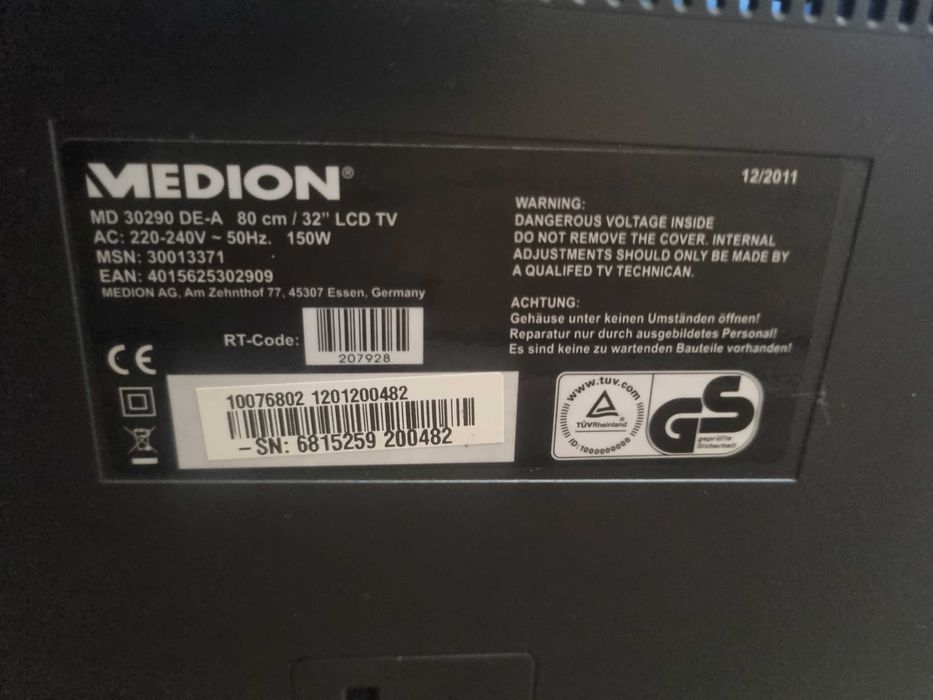 MEDION®
MD 30290 DE-A 80 cm / 32" LCD TV
AC: 220-240V ~ 50Hz. 150W
MSN: 30013371
EAN: 4015625302909
MEDION AG, Am Zehnthof 77, 45307 Essen, Germany
RT-Code:
207928
CE
10076802 1201200482
-SN: 6815259 200482
12/2011
WARNING:
DANGEROUS VOLTAGE INSIDE
DO NOT REMOVE THE COVER. INTERNAL
ADJUSTMENTS SHOULD ONLY BE MADE BY
A QUALIFED TV TECHNICAN.
ACHTUNG:
Gehäuse unter keinen Umständen öffnen!
Reparatur nur durch ausgebildetes Personal!
Es sind keine zu wartenden Bauteile vorhanden!
www.tuv.com
TÜVRheinland
ID:1000000000
GS
geprüfte
Sicherheit